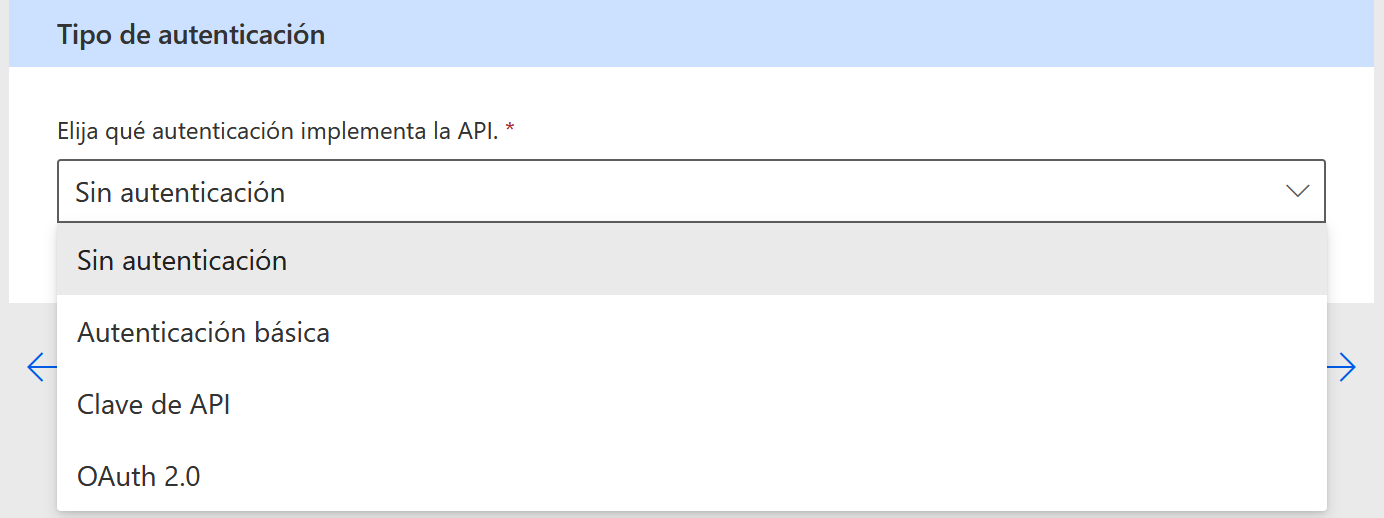 Tipo de autenticación
Elija qué autenticación implementa la API. *
Sin autenticación
Sin autenticación
Autenticación básica
Clave de API
OAuth 2.0